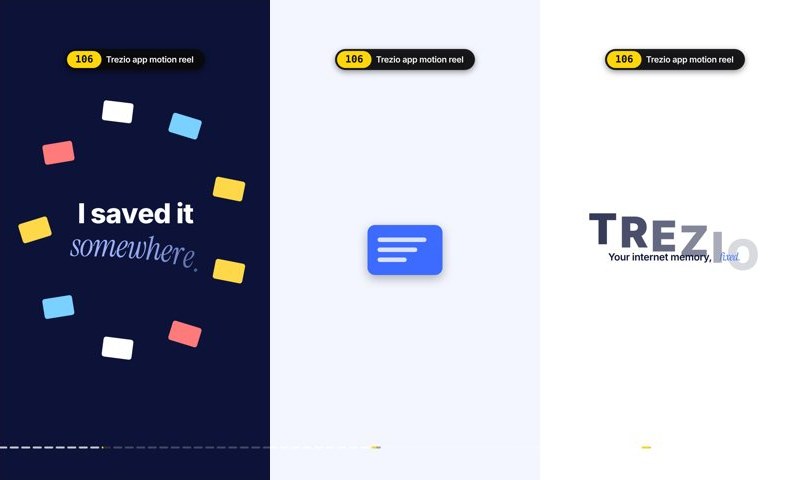 106 Trezio app motion reel
I saved it
somewhere.
106 Trezio app motion reel
106 Trezio app motion reel
TREZIO
Your internet memory, fixed.